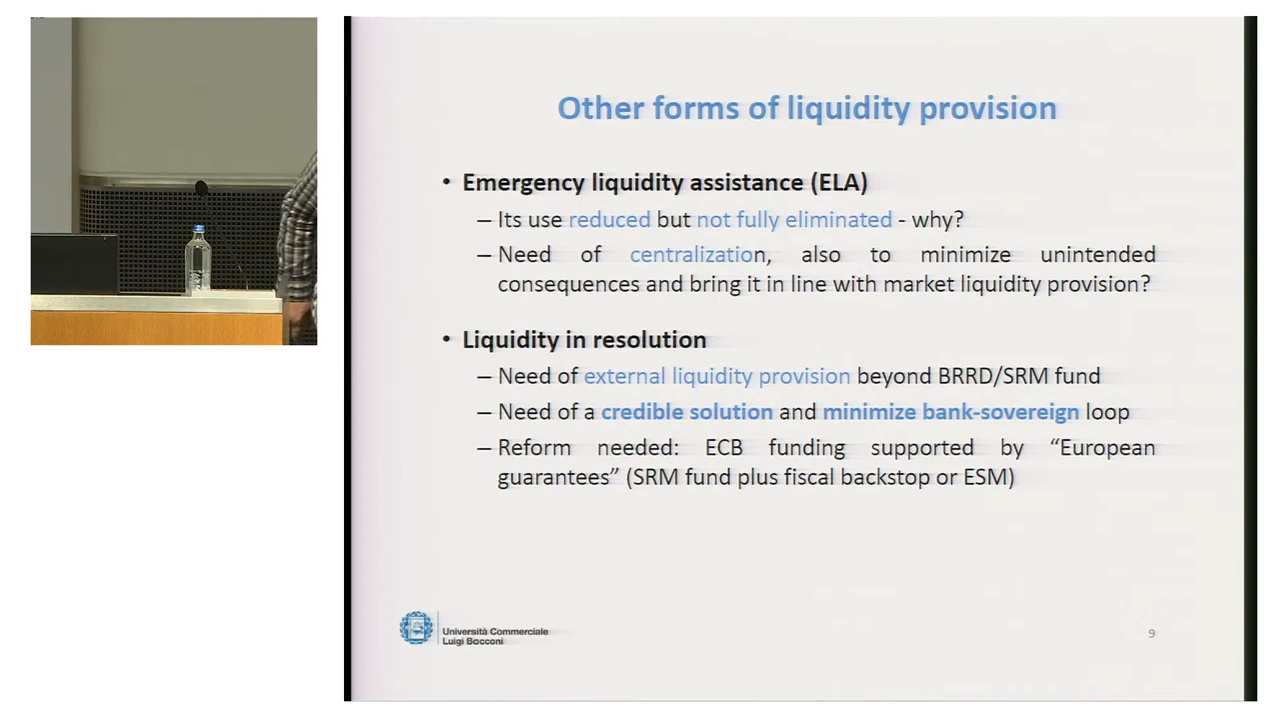 Other forms of liquidity provision
• Emergency liquidity assistance (ELA)
– Its use reduced but not fully eliminated - why?
– Need of centralization, also to minimize unintended
consequences and bring it in line with market liquidity provision?
• Liquidity in resolution
– Need of external liquidity provision beyond BRRD/SRM fund
– Need of a credible solution and minimize bank-sovereign loop
– Reform needed: ECB funding supported by “European
guarantees” (SRM fund plus fiscal backstop or ESM)
Università Commerciale
Luigi Bocconi
9